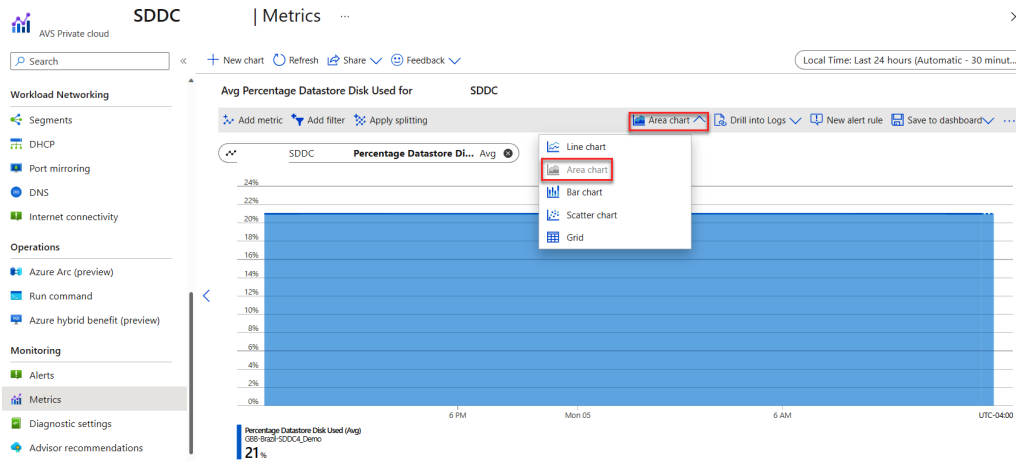 SDDC | Metrics ...
AVS Private cloud
Search «
Workload Networking
Segments
DHCP
Port mirroring
DNS
Internet connectivity
Operations
Azure Arc (preview)
Run command
Azure hybrid benefit (preview)
Monitoring
Alerts
Metrics
Diagnostic settings
Advisor recommendations
New chart Refresh Share Feedback
Local Time: Last 24 hours (Automatic - 30 minut...
Avg Percentage Datastore Disk Used for SDDC
Add metric Add filter Apply splitting Area chart Drill into Logs New alert rule Save to dashboard ...
SDDC Percentage Datastore Di... Avg
Line chart
Area chart
Bar chart
Scatter chart
Grid
24%
22%
20%
18%
16%
14%
12%
10%
8%
6%
4%
2%
0%
6 PM Mon 05 6 AM UTC-04:00
Percentage Datastore Disk Used (Avg)
GBB-Brazil-SDDC4_Demo
21 %